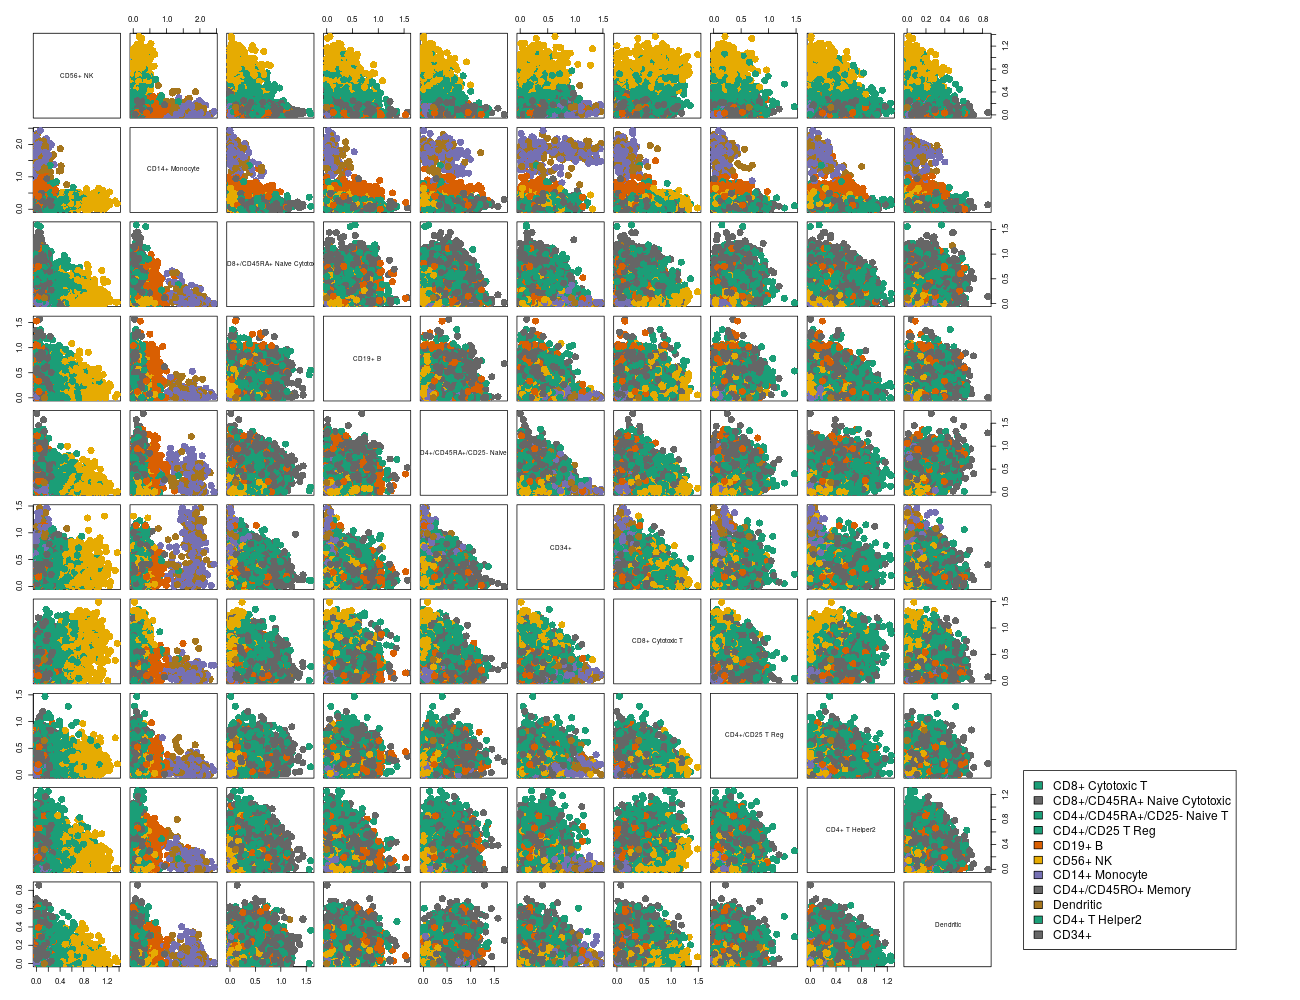 0.0 1.0 2.0 0.0 0.5 1.0 1.5 0.0 0.5 1.0 1.5 0.0 0.5 1.0 1.5 0.0 0.2 0.4 0.6 0.8
CD56+ NK
0.0 0.4 0.8 1.2
0.0 1.0 2.0
CD14+ Monocyte
D8+/CD45RA+ Naive Cytoto
0.0 0.5 1.0 1.5
0.0 0.5 1.0 1.5
CD19+ B
D4+/CD45RA+/CD25- Naive
0.0 0.5 1.0 1.5
0.0 0.5 1.0 1.5
CD34+
CD8+ Cytotoxic T
0.0 0.5 1.0 1.5
0.0 0.5 1.0 1.5
CD4+/CD25 T Reg
CD4+ T Helper2
0.0 0.4 0.8 1.2
0.0 0.2 0.4 0.6 0.8
Dendritic
0.0 0.4 0.8 1.2 0.0 0.5 1.0 1.5 0.0 0.5 1.0 1.5 0.0 0.5 1.0 1.5 0.0 0.4 0.8 1.2
CD8+ Cytotoxic T
CD8+/CD45RA+ Naive Cytotoxic
CD4+/CD45RA+/CD25- Naive T
CD4+/CD25 T Reg
CD19+ B
CD56+ NK
CD14+ Monocyte
CD4+/CD45RO+ Memory
Dendritic
CD4+ T Helper2
CD34+